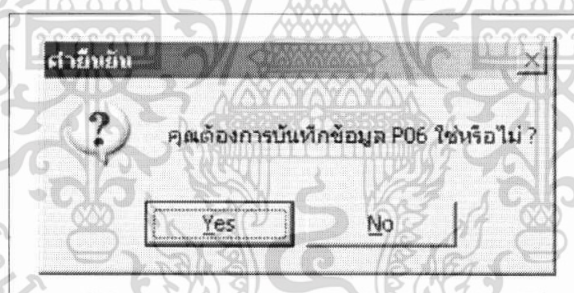 คำยืนยัน
คุณต้องการบันทึกข้อมูล P06 ใช่หรือไม่ ?
Yes No